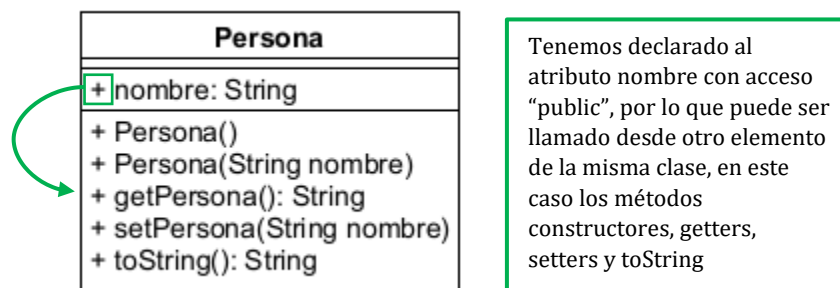 Persona
+ nombre: String
+ Persona()
+ Persona(String nombre)
+ getPersona(): String
+ setPersona(String nombre)
+ toString(): String
Tenemos declarado al
atributo nombre con acceso
“public”, por lo que puede ser
llamado desde otro elemento
de la misma clase, en este
caso los métodos
constructores, getters,
setters y toString